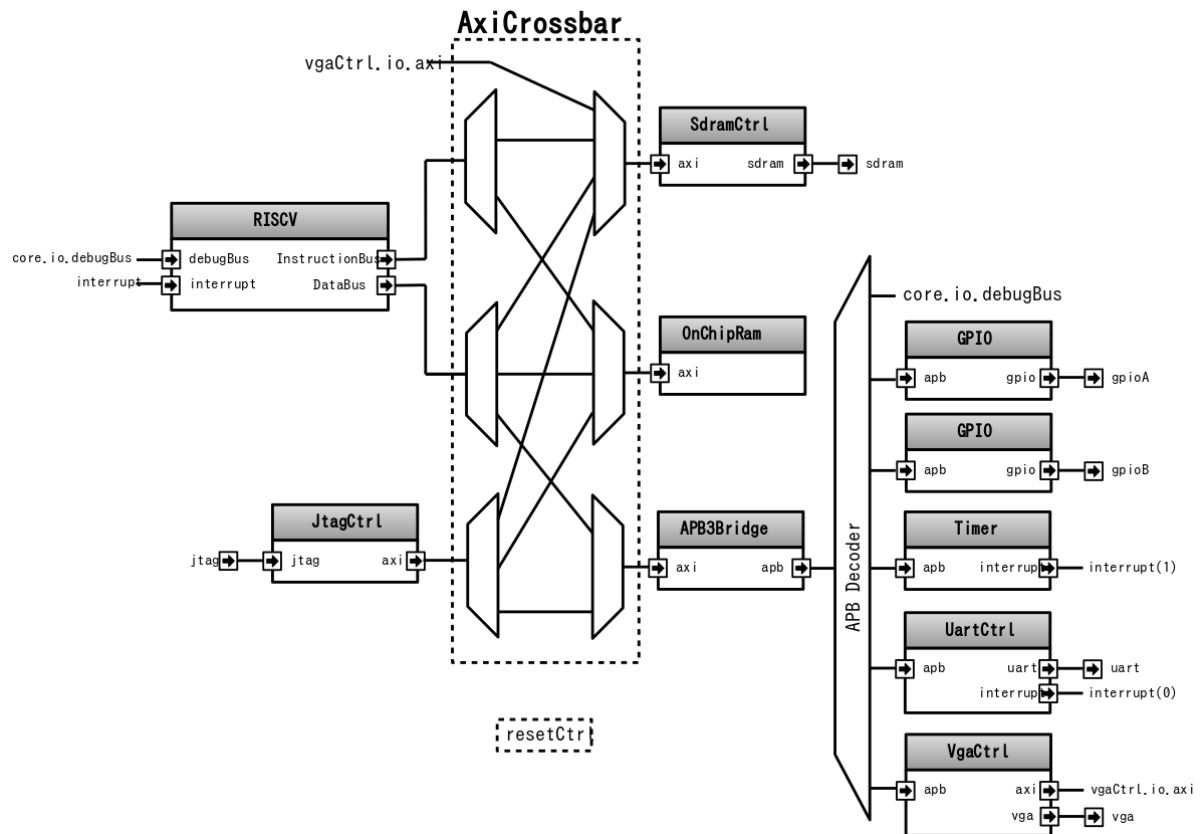 AxiCrossbar
vgaCtrl.io.axi
SdramCtrl
axi
sdram
sdram
RISCV
core.io.debugBus
debugBus
InstructionBus
interrupt
interrupt
DataBus
core.io.debugBus
OnChipRam
axi
GPIO
apb
gpio
gpioA
GPIO
apb
gpio
gpioB
JtagCtrl
jtag
jtag
axi
APB3Bridge
axi
apb
APB Decoder
Timer
apb
interrupt
interrupt(1)
UartCtrl
apb
uart
uart
interrupt
interrupt(0)
resetCtrl
VgaCtrl
apb
axi
vgaCtrl.io.axi
vga
vga